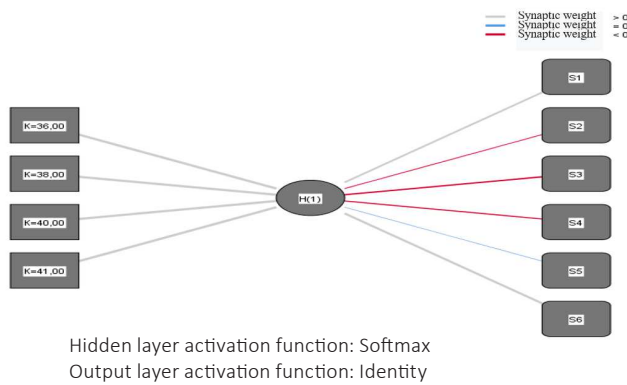 Synaptic weight > 0
Synaptic weight = 0
Synaptic weight < 0
S1
K=36,00
S2
K=38,00
S3
H(1)
K=40,00
S4
K=41,00
S5
S6
Hidden layer activation function: Softmax
Output layer activation function: Identity